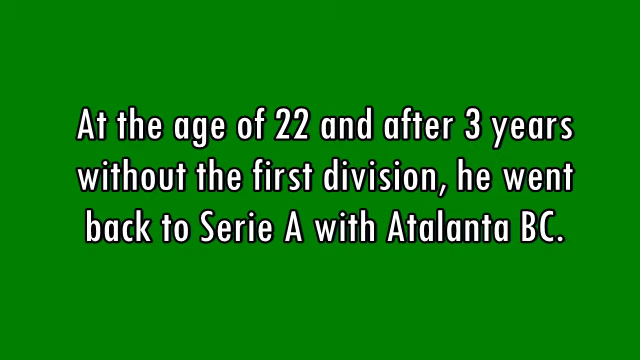 At the age of 22 and after 3 years
without the first division, he went
back to Serie A with Atalanta BC.